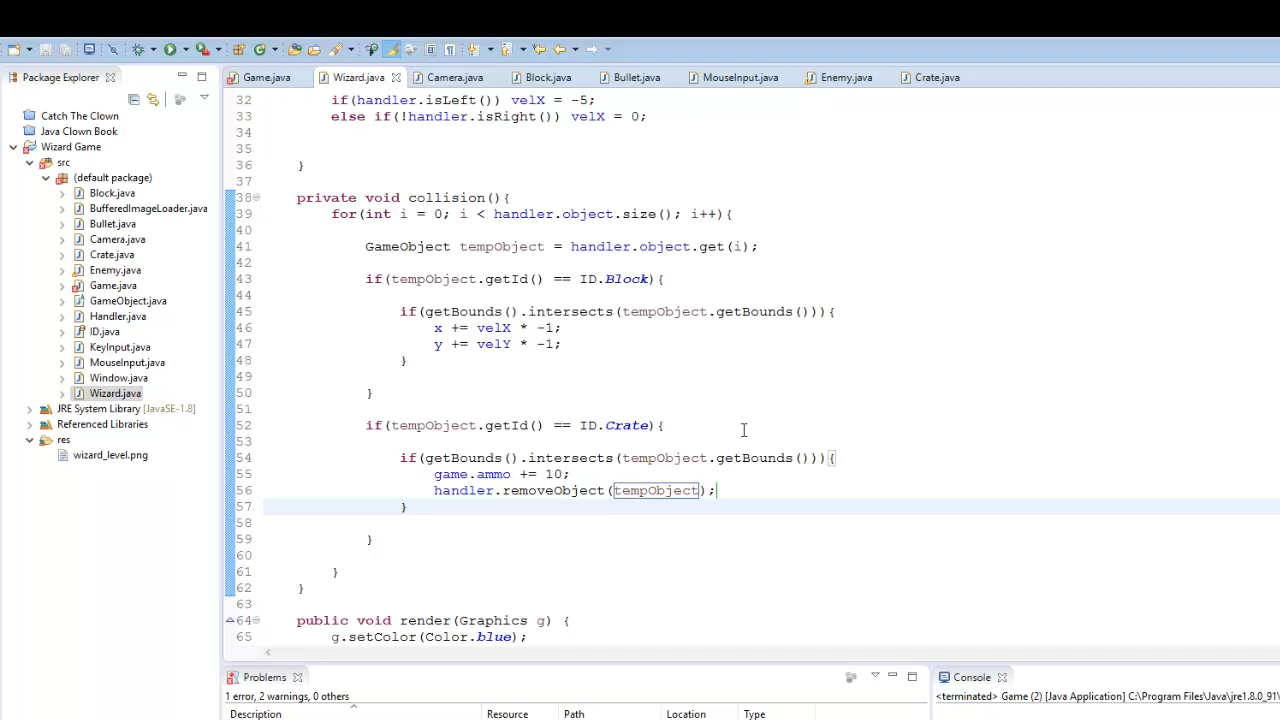 Package Explorer
Game.java
Wizard.java
Camera.java
Block.java
Bullet.java
MouseInput.java
Enemy.java
Crate.java
Catch The Clown
Java Clown Book
Wizard Game
src
(default package)
Block.java
BufferedImageLoader.java
Bullet.java
Camera.java
Crate.java
Enemy.java
Game.java
GameObject.java
Handler.java
ID.java
KeyInput.java
MouseInput.java
Window.java
Wizard.java
JRE System Library [JavaSE-1.8]
Referenced Libraries
res
wizard_level.png
32 if(handler.isLeft()) velX = -5;
33 else if(!handler.isRight()) velX = 0;
34
35
36 }
37
38 private void collision(){
39 for(int i = 0; i < handler.object.size(); i++){
40
41 GameObject tempObject = handler.object.get(i);
42
43 if(tempObject.getId() == ID.Block){
44
45 if(getBounds().intersects(tempObject.getBounds())){
46 x += velX * -1;
47 y += velY * -1;
48 }
49
50 }
51
52 if(tempObject.getId() == ID.Crate){
53
54 if(getBounds().intersects(tempObject.getBounds())){
55 game.ammo += 10;
56 handler.removeObject(tempObject);
57 }
58
59 }
60
61 }
62 }
63
64 public void render(Graphics g) {
65 g.setColor(Color.blue);
Problems
1 error, 2 warnings, 0 others
Description Resource Path Location Type
Console
<terminated> Game (2) [Java Application] C:\Program Files\Java\jre1.8.0_91\